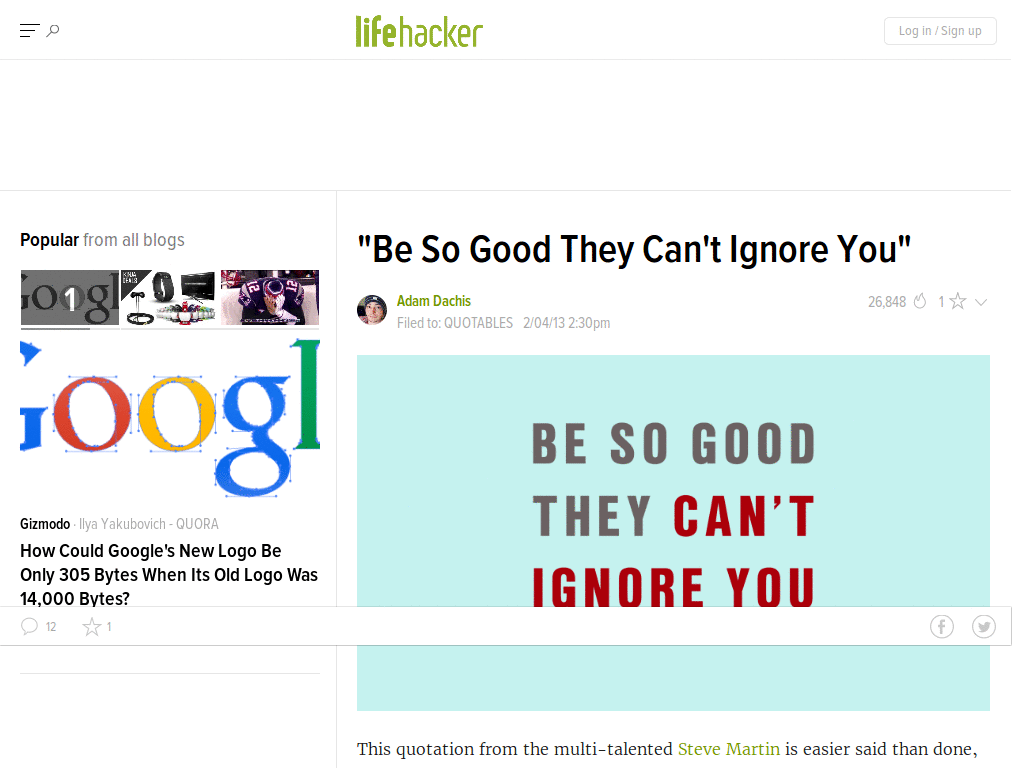 lifehacker
Log in / Sign up
Popular from all blogs
1
KINJA
DEALS
Googl
Gizmodo · Ilya Yakubovich - QUORA
How Could Google's New Logo Be
Only 305 Bytes When Its Old Logo Was
14,000 Bytes?
"Be So Good They Can't Ignore You"
Adam Dachis
26,848
1
Filed to: QUOTABLES 2/04/13 2:30pm
BE SO GOOD
THEY CAN'T
IGNORE YOU
12
1
This quotation from the multi-talented Steve Martin is easier said than done,